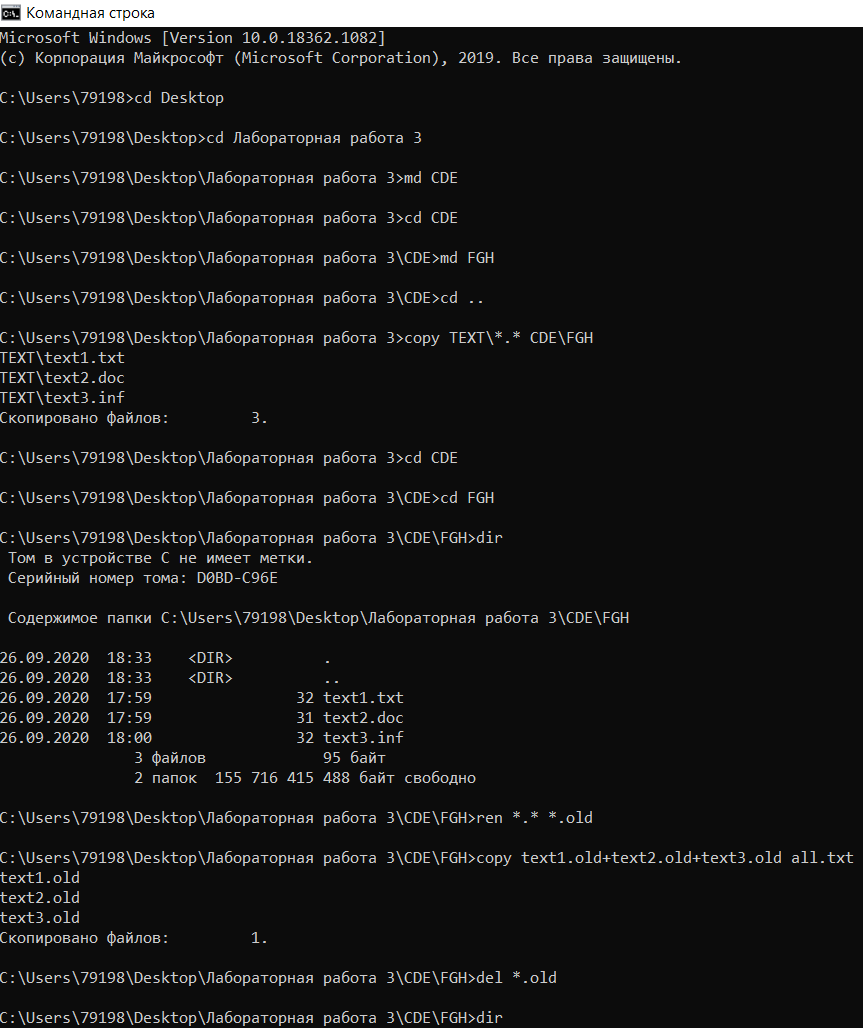 Командная строка
Microsoft Windows [Version 10.0.18362.1082]
(c) Корпорация Майкрософт (Microsoft Corporation), 2019. Все права защищены.
C:\Users\79198>cd Desktop
C:\Users\79198\Desktop>cd Лабораторная работа 3
C:\Users\79198\Desktop\Лабораторная работа 3>md CDE
C:\Users\79198\Desktop\Лабораторная работа 3>cd CDE
C:\Users\79198\Desktop\Лабораторная работа 3\CDE>md FGH
C:\Users\79198\Desktop\Лабораторная работа 3\CDE>cd ..
C:\Users\79198\Desktop\Лабораторная работа 3>copy TEXT\*.* CDE\FGH
TEXT\text1.txt
TEXT\text2.doc
TEXT\text3.inf
Скопировано файлов:         3.
C:\Users\79198\Desktop\Лабораторная работа 3>cd CDE
C:\Users\79198\Desktop\Лабораторная работа 3\CDE>cd FGH
C:\Users\79198\Desktop\Лабораторная работа 3\CDE\FGH>dir
 Том в устройстве C не имеет метки.
 Серийный номер тома: D0BD-C96E
 Содержимое папки C:\Users\79198\Desktop\Лабораторная работа 3\CDE\FGH
26.09.2020  18:33    <DIR>          .
26.09.2020  18:33    <DIR>          ..
26.09.2020  17:59                32 text1.txt
26.09.2020  17:59                31 text2.doc
26.09.2020  18:00                32 text3.inf
               3 файлов             95 байт
               2 папок  155 716 415 488 байт свободно
C:\Users\79198\Desktop\Лабораторная работа 3\CDE\FGH>ren *.* *.old
C:\Users\79198\Desktop\Лабораторная работа 3\CDE\FGH>copy text1.old+text2.old+text3.old all.txt
text1.old
text2.old
text3.old
Скопировано файлов:         1.
C:\Users\79198\Desktop\Лабораторная работа 3\CDE\FGH>del *.old
C:\Users\79198\Desktop\Лабораторная работа 3\CDE\FGH>dir